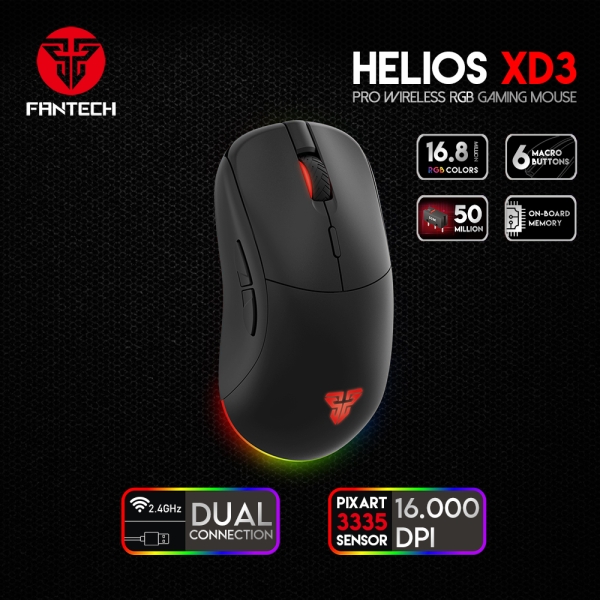 FANTECH
HELIOS XD3
PRO WIRELESS RGB GAMING MOUSE
16.8 MILLION
RGB COLORS
6 MACRO
BUTTONS
50
MILLION
ON-BOARD
MEMORY
2.4GHz
DUAL
CONNECTION
PIXART
3335
SENSOR
16.000
DPI